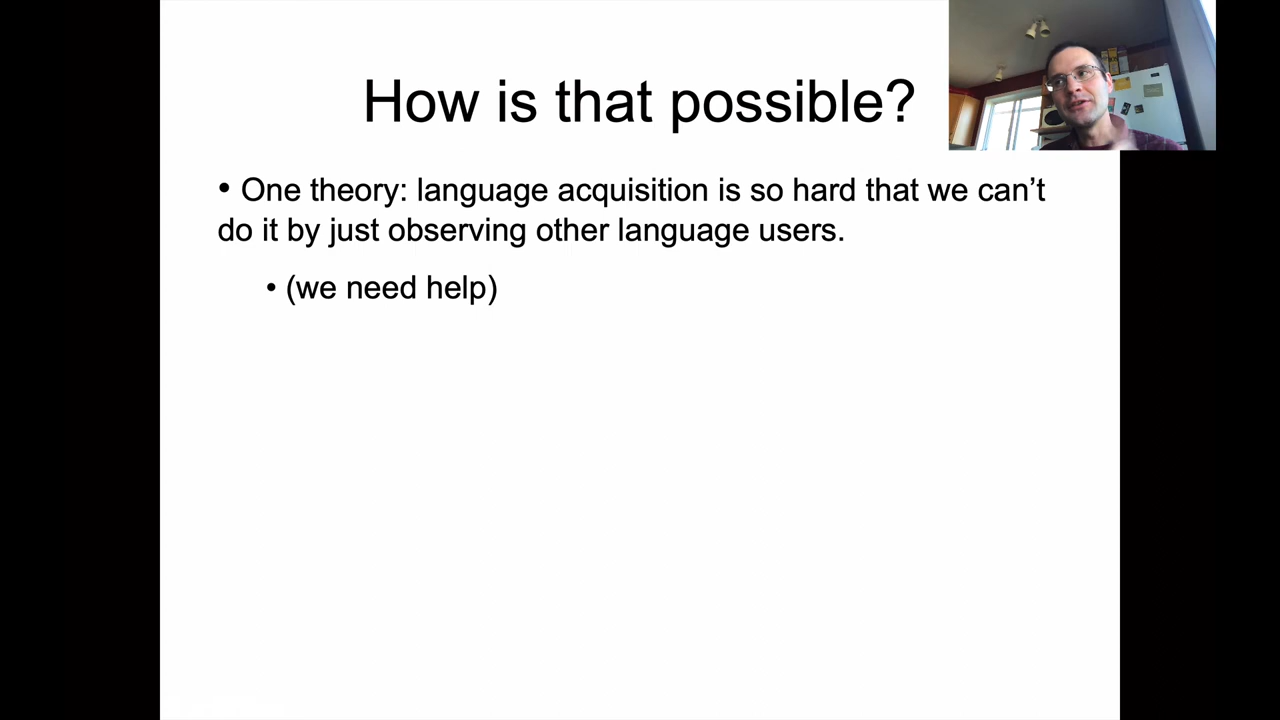 How is that possible?
• One theory: language acquisition is so hard that we can’t
do it by just observing other language users.
• (we need help)